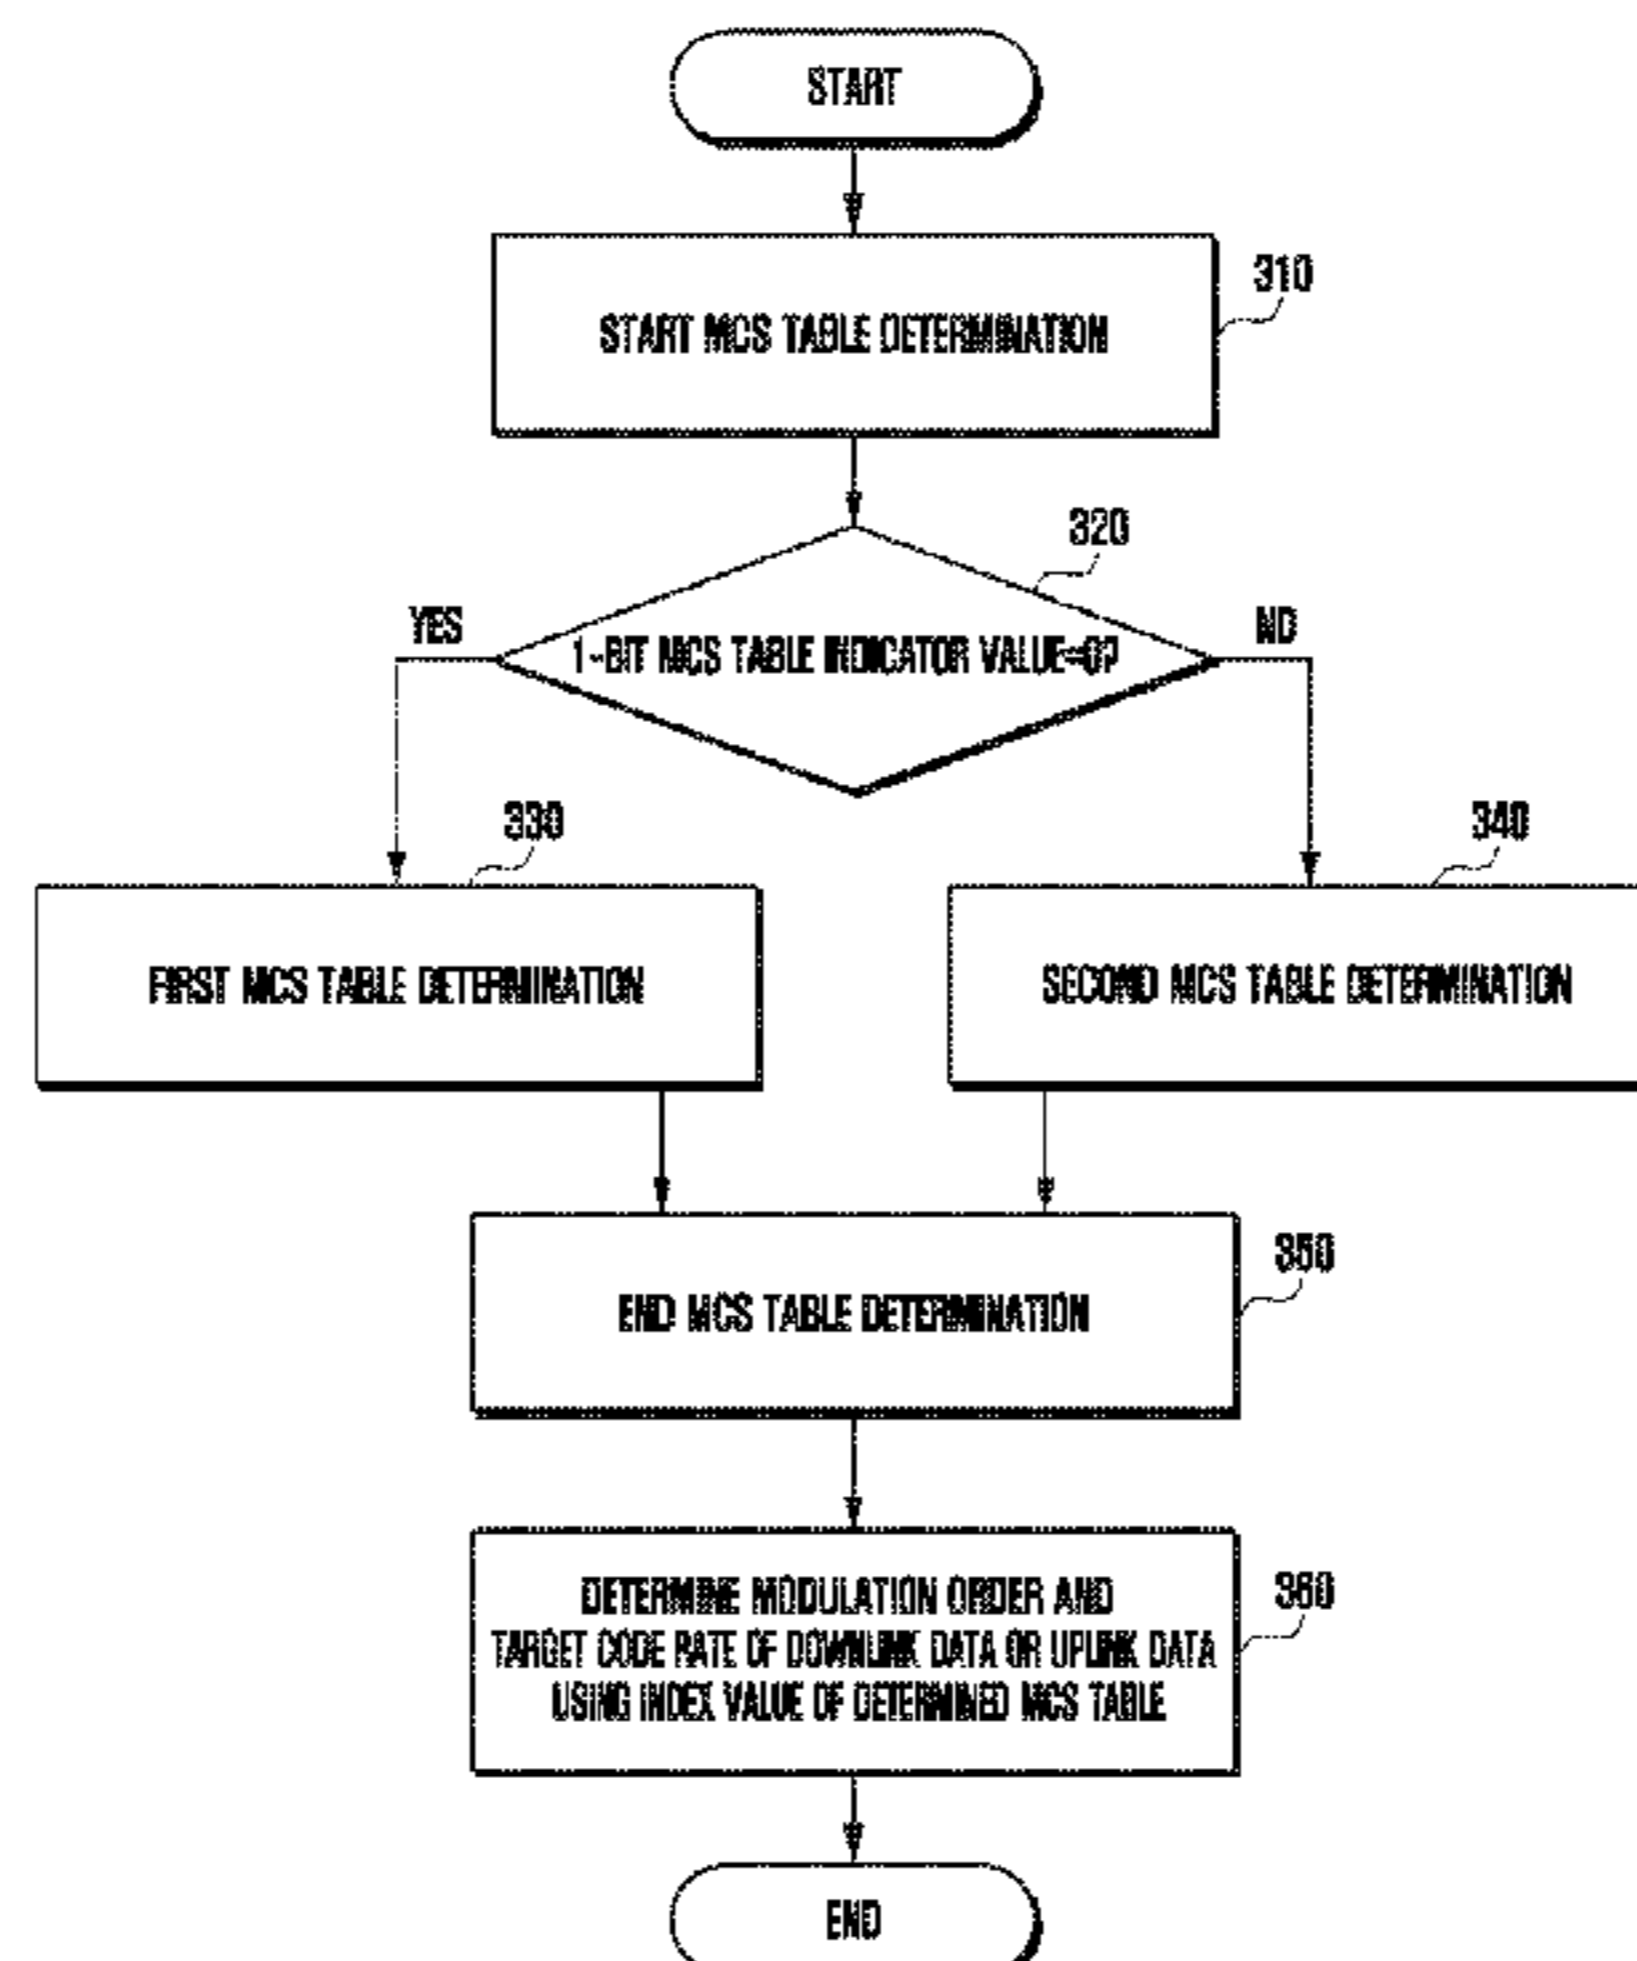 START
START MCS TABLE DETERMINATION
310
320
YES
1-BIT MCS TABLE INDICATOR VALUE=0?
NO
330
340
FIRST MCS TABLE DETERMINATION
SECOND MCS TABLE DETERMINATION
350
END MCS TABLE DETERMINATION
360
DETERMINE MODULATION ORDER AND
TARGET CODE RATE OF DOWNLINK DATA OR UPLINK DATA
USING INDEX VALUE OF DETERMINED MCS TABLE
END